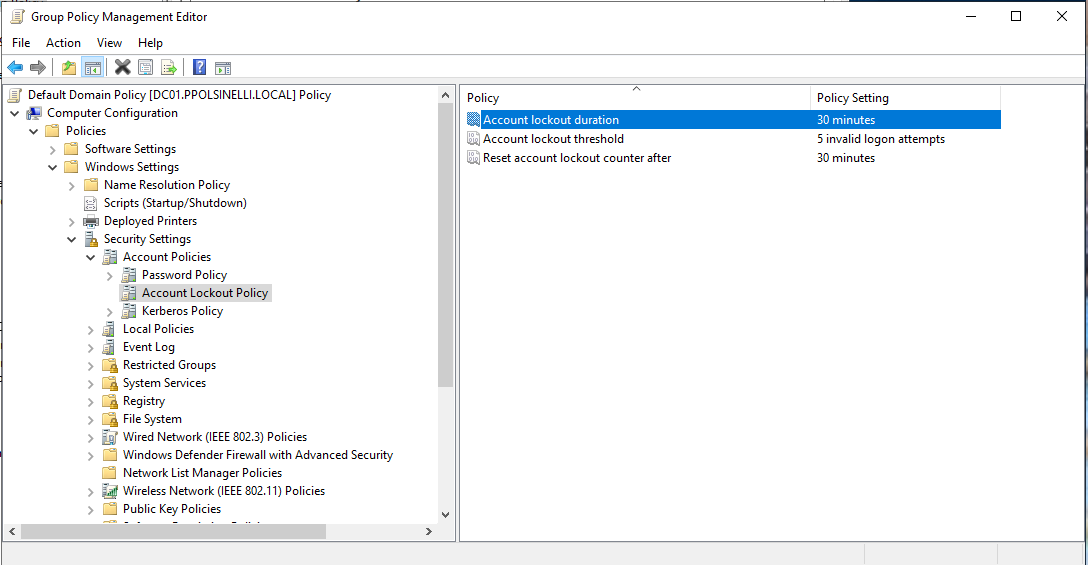 Group Policy Management Editor
File Action View Help
Default Domain Policy [DC01.PPOLSINELLI.LOCAL] Policy
Computer Configuration
Policies
Software Settings
Windows Settings
Name Resolution Policy
Scripts (Startup/Shutdown)
Deployed Printers
Security Settings
Account Policies
Password Policy
Account Lockout Policy
Kerberos Policy
Local Policies
Event Log
Restricted Groups
System Services
Registry
File System
Wired Network (IEEE 802.3) Policies
Windows Defender Firewall with Advanced Security
Network List Manager Policies
Wireless Network (IEEE 802.11) Policies
Public Key Policies
Policy Policy Setting
Account lockout duration 30 minutes
Account lockout threshold 5 invalid logon attempts
Reset account lockout counter after 30 minutes